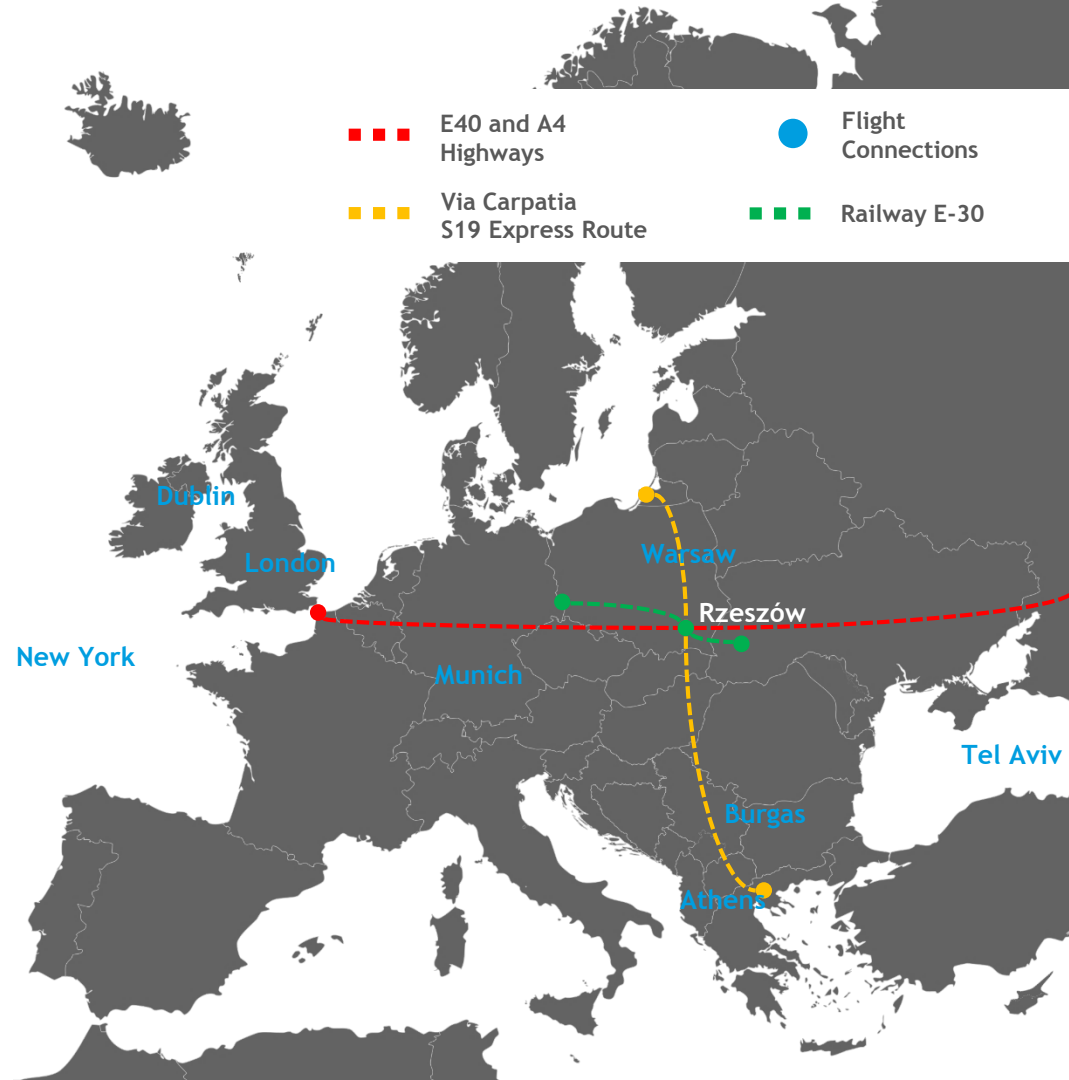 E40 and A4
Highways
Flight
Connections
Via Carpatia
S19 Express Route
Railway E-30
Dublin
London
Warsaw
Rzeszów
New York
Munich
Tel Aviv
Burgas
Athens